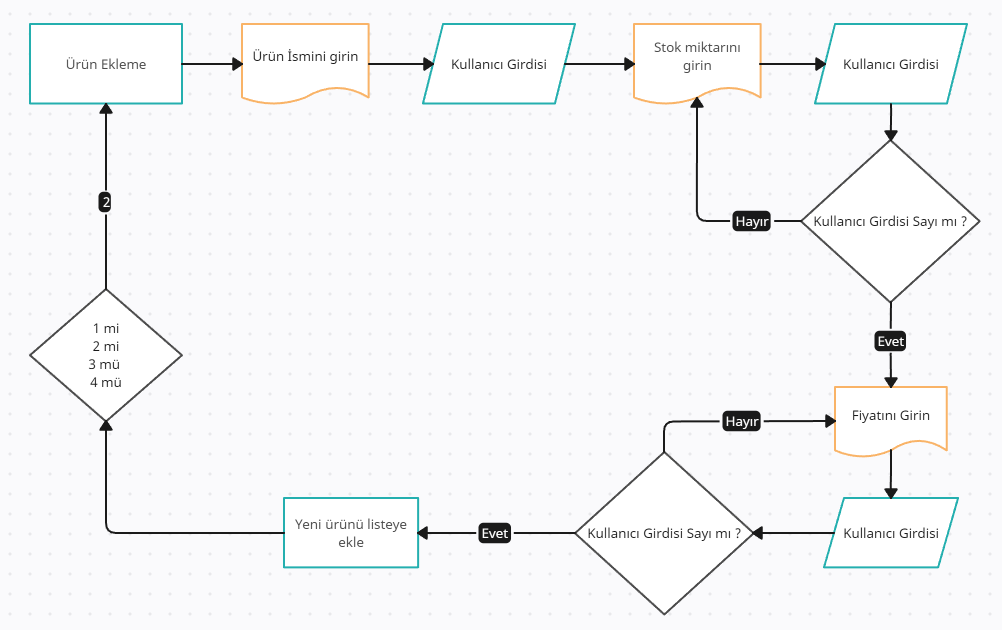 Ürün Ekleme
Ürün İsmini girin
Kullanıcı Girdisi
Stok miktarını
girin
Kullanıcı Girdisi
2
Hayır
Kullanıcı Girdisi Sayı mı ?
1 mi
2 mi
3 mü
4 mü
Evet
Fiyatını Girin
Hayır
Yeni ürünü listeye
ekle
Evet
Kullanıcı Girdisi Sayı mı ?
Kullanıcı Girdisi